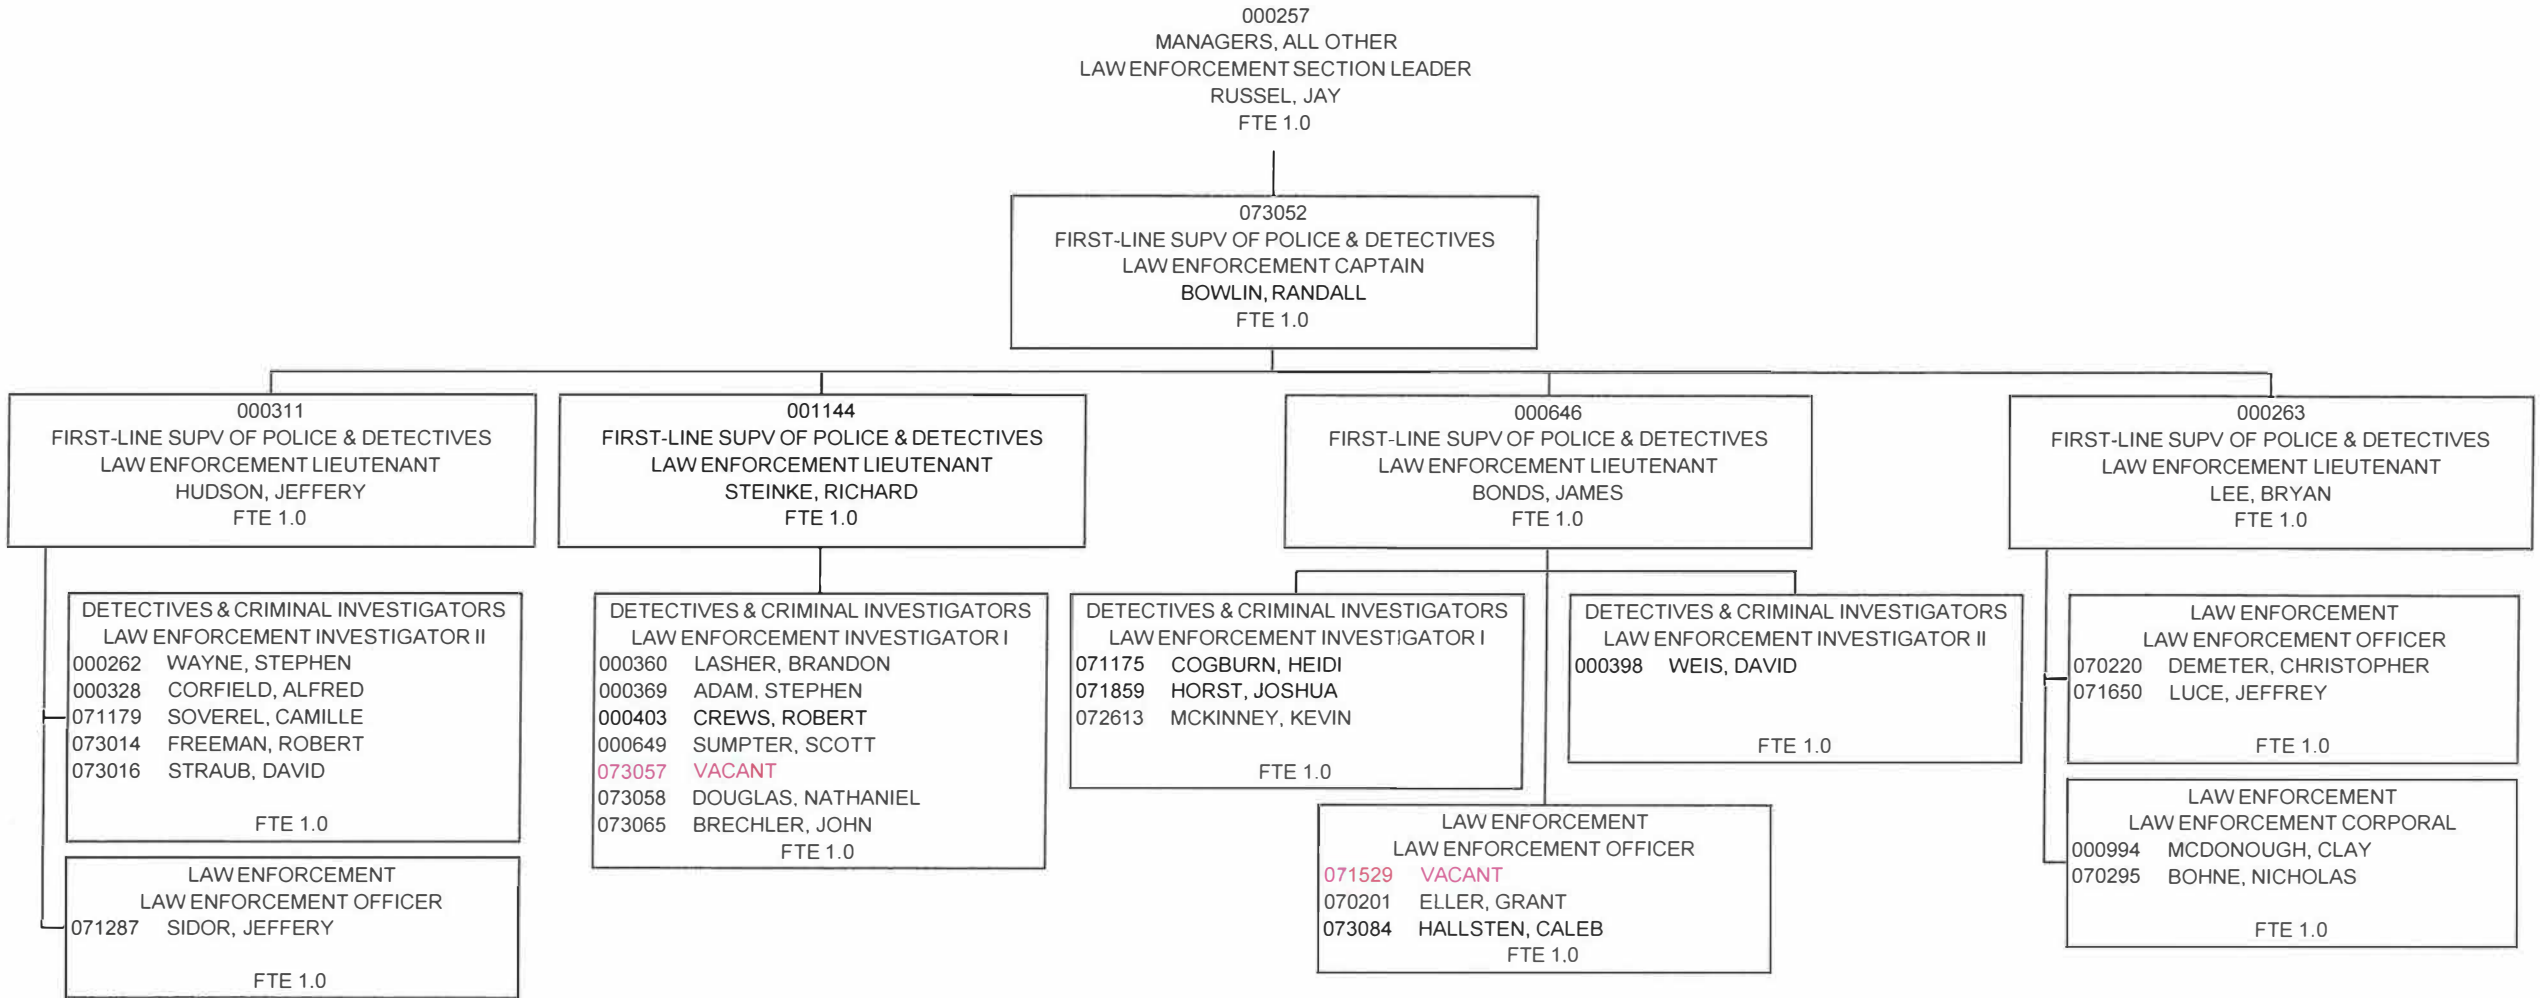 000257
MANAGERS, ALL OTHER
LAW ENFORCEMENT SECTION LEADER
RUSSEL, JAY
FTE 1.0
073052
FIRST-LINE SUPV OF POLICE & DETECTIVES
LAW ENFORCEMENT CAPTAIN
BOWLIN, RANDALL
FTE 1.0
000311
FIRST-LINE SUPV OF POLICE & DETECTIVES
LAW ENFORCEMENT LIEUTENANT
HUDSON, JEFFERY
FTE 1.0
001144
FIRST-LINE SUPV OF POLICE & DETECTIVES
LAW ENFORCEMENT LIEUTENANT
STEINKE, RICHARD
FTE 1.0
000646
FIRST-LINE SUPV OF POLICE & DETECTIVES
LAW ENFORCEMENT LIEUTENANT
BONDS, JAMES
FTE 1.0
000263
FIRST-LINE SUPV OF POLICE & DETECTIVES
LAW ENFORCEMENT LIEUTENANT
LEE, BRYAN
FTE 1.0
DETECTIVES & CRIMINAL INVESTIGATORS
LAW ENFORCEMENT INVESTIGATOR II
000262 WAYNE, STEPHEN
000328 CORFIELD, ALFRED
071179 SOVEREL, CAMILLE
073014 FREEMAN, ROBERT
073016 STRAUB, DAVID
FTE 1.0
LAW ENFORCEMENT
LAW ENFORCEMENT OFFICER
071287 SIDOR, JEFFERY
FTE 1.0
DETECTIVES & CRIMINAL INVESTIGATORS
LAW ENFORCEMENT INVESTIGATOR I
000360 LASHER, BRANDON
000369 ADAM, STEPHEN
000403 CREWS, ROBERT
000649 SUMPTER, SCOTT
073057 VACANT
073058 DOUGLAS, NATHANIEL
073065 BRECHLER, JOHN
FTE 1.0
DETECTIVES & CRIMINAL INVESTIGATORS
LAW ENFORCEMENT INVESTIGATOR I
071175 COGBURN, HEIDI
071859 HORST, JOSHUA
072613 MCKINNEY, KEVIN
FTE 1.0
DETECTIVES & CRIMINAL INVESTIGATORS
LAW ENFORCEMENT INVESTIGATOR II
000398 WEIS, DAVID
FTE 1.0
LAW ENFORCEMENT
LAW ENFORCEMENT OFFICER
071529 VACANT
070201 ELLER, GRANT
073084 HALLSTEN, CALEB
FTE 1.0
LAW ENFORCEMENT
LAW ENFORCEMENT OFFICER
070220 DEMETER, CHRISTOPHER
071650 LUCE, JEFFREY
FTE 1.0
LAW ENFORCEMENT
LAW ENFORCEMENT CORPORAL
000994 MCDONOUGH, CLAY
070295 BOHNE, NICHOLAS
FTE 1.0